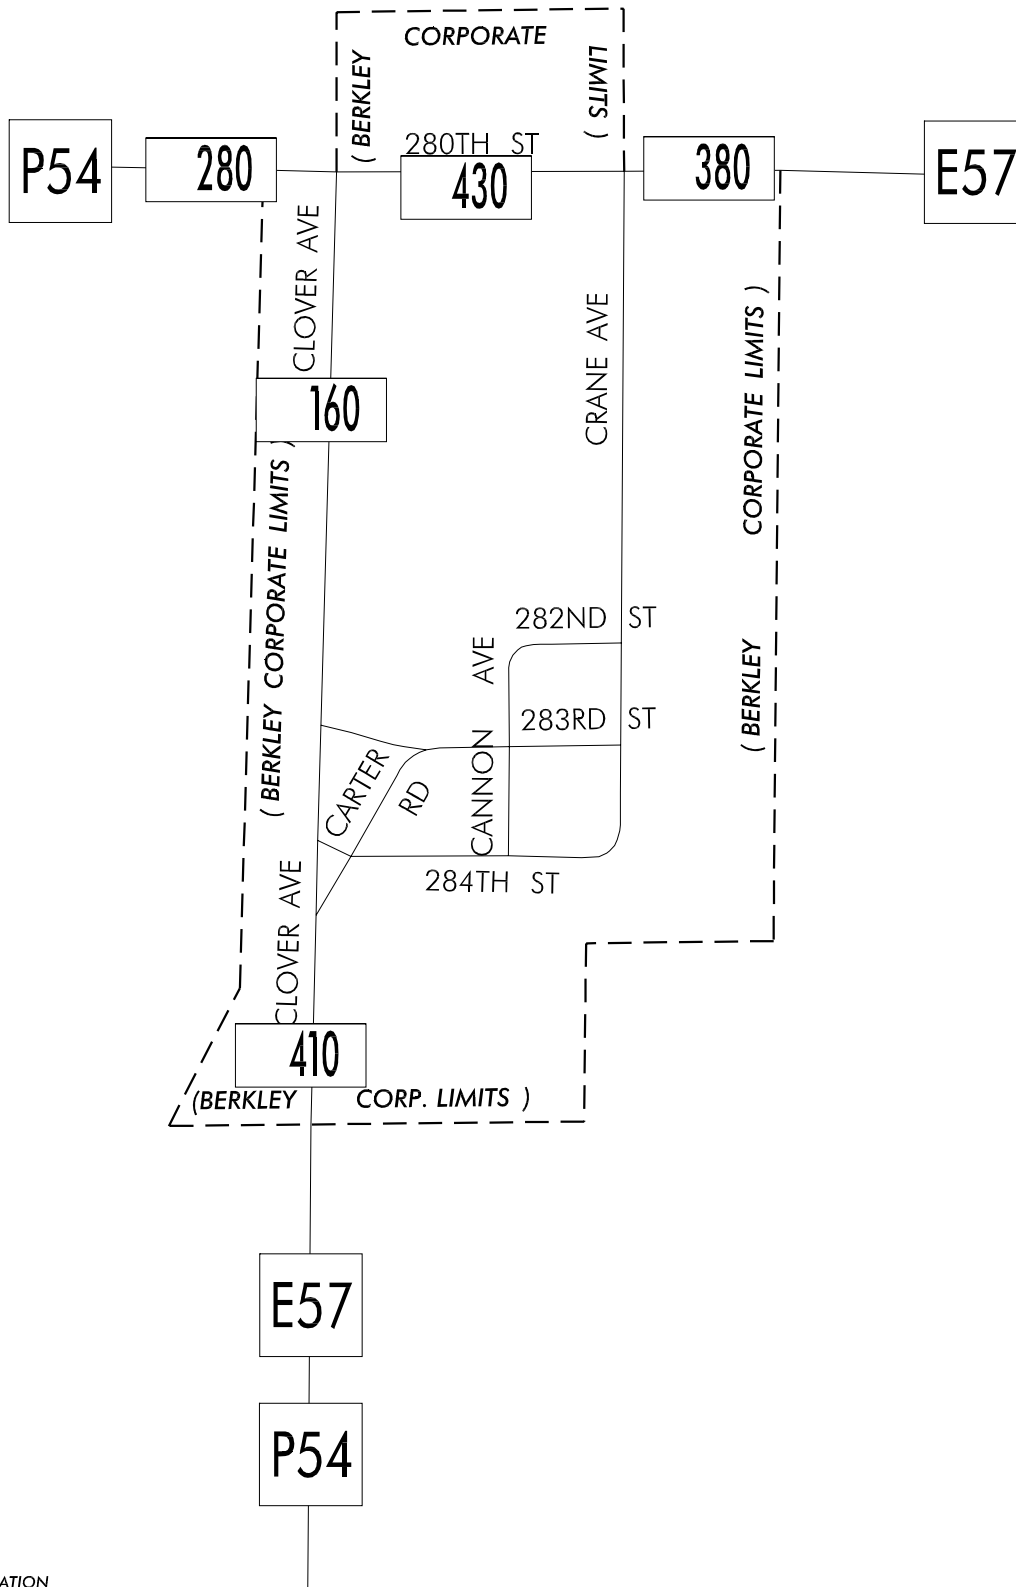 CORPORATE
( BERKLEY
LIMITS )
280TH ST
P54
280
430
380
E57
CLOVER AVE
160
CRANE AVE
( BERKLEY CORPORATE LIMITS )
( BERKLEY CORPORATE LIMITS )
282ND ST
CANNON AVE
283RD ST
CARTER RD
284TH ST
CLOVER AVE
410
(BERKLEY CORP. LIMITS )
E57
P54
ATION